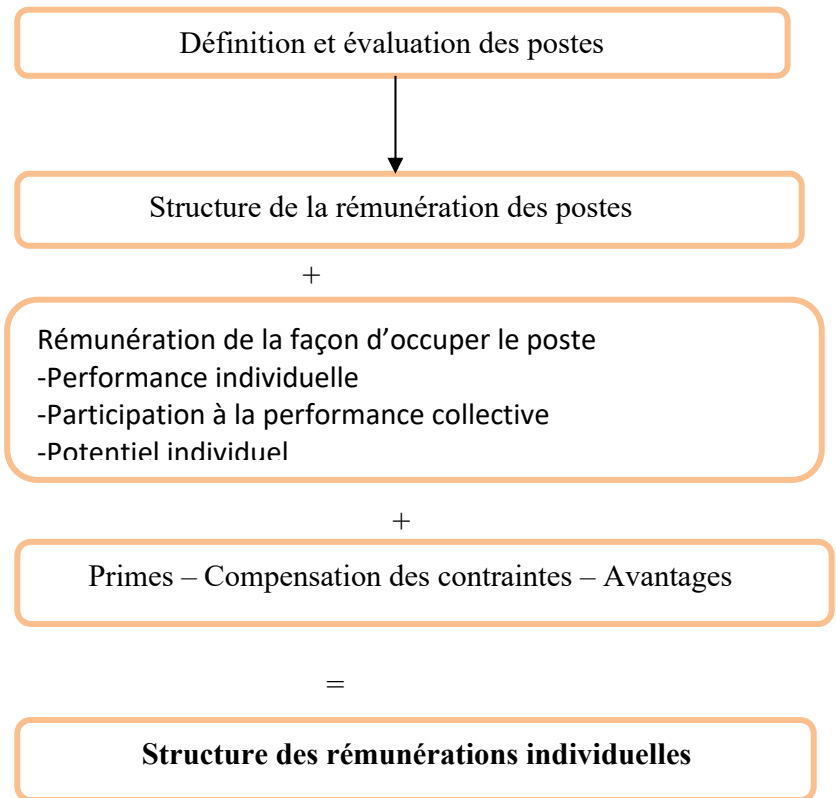 Définition et évaluation des postes
Structure de la rémunération des postes
+
Rémunération de la façon d’occuper le poste
-Performance individuelle
-Participation à la performance collective
-Potentiel individuel
+
Primes – Compensation des contraintes – Avantages
=
Structure des rémunérations individuelles